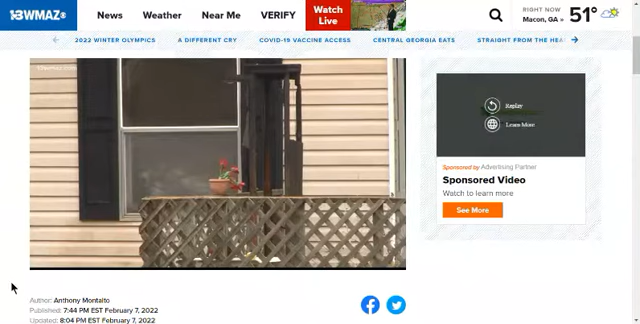 13WMAZ
News
Weather
Near Me
VERIFY
Watch Live
RIGHT NOW
Macon, GA » 51°
2022 WINTER OLYMPICS
A DIFFERENT CRY
COVID-19 VACCINE ACCESS
CENTRAL GEORGIA EATS
STRAIGHT FROM THE HEA
Replay
Learn More
Sponsored by Advertising Partner
Sponsored Video
Watch to learn more
See More
Author: Anthony Montalto
Published: 7:44 PM EST February 7, 2022
Updated: 8:04 PM EST February 7, 2022